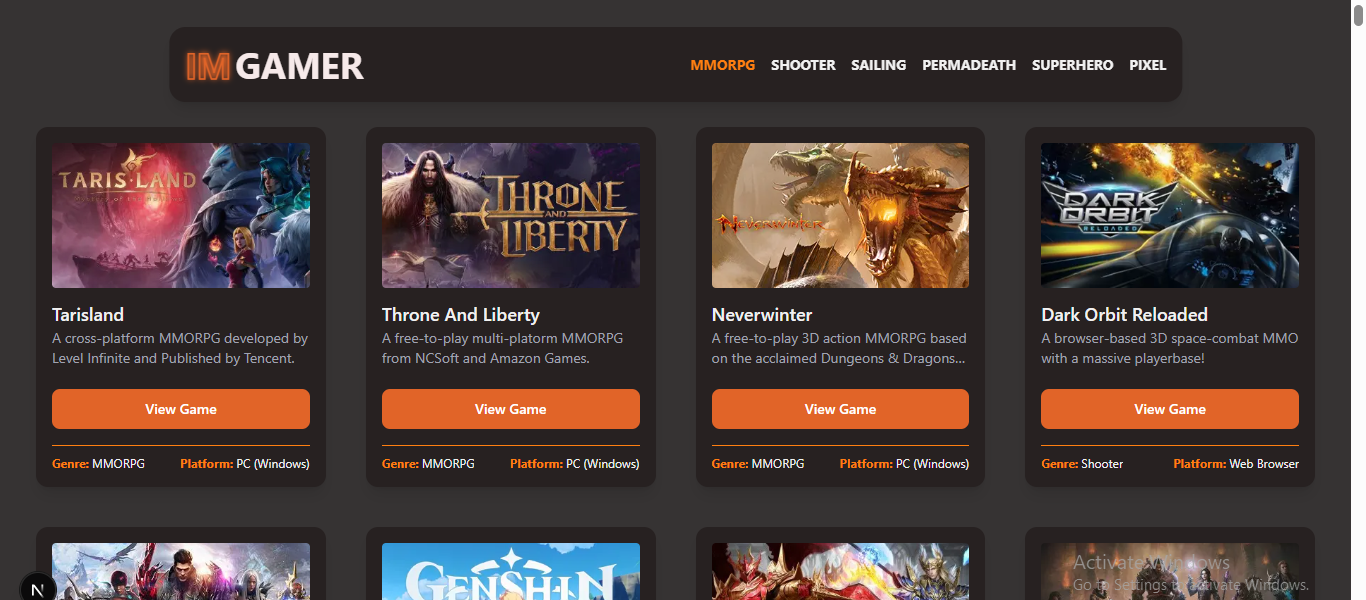 IM GAMER
MMORPG SHOOTER SAILING PERMADEATH SUPERHERO PIXEL
TARIS·LAND
THRONE
AND
LIBERTY
NEVERWINTER
DARK
ORBIT
RELOADED
Tarisland
A cross-platform MMORPG developed by
Level Infinite and Published by Tencent.
View Game
Genre: MMORPG Platform: PC (Windows)
Throne And Liberty
A free-to-play multi-platorm MMORPG
from NCSoft and Amazon Games.
View Game
Genre: MMORPG Platform: PC (Windows)
Neverwinter
A free-to-play 3D action MMORPG based
on the acclaimed Dungeons & Dragons...
View Game
Genre: MMORPG Platform: PC (Windows)
Dark Orbit Reloaded
A browser-based 3D space-combat MMO
with a massive playerbase!
View Game
Genre: Shooter Platform: Web Browser
GENSHIN
N
Activate Windows
Go to Settings to activate Windows.